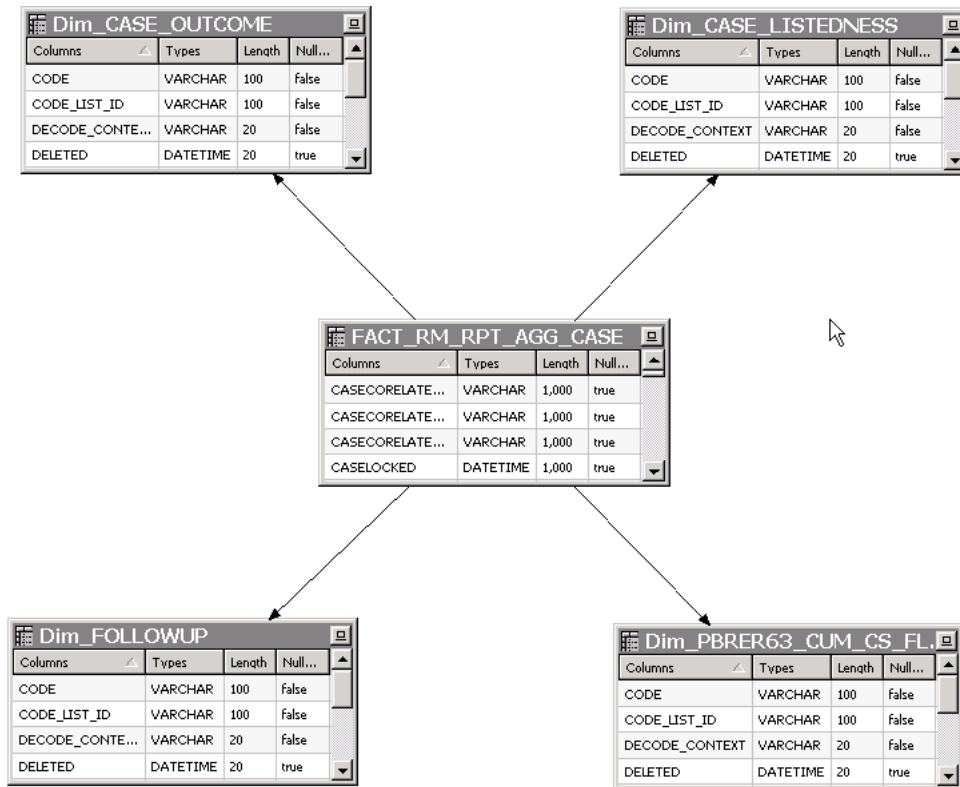 Dim_CASE_OUTCOME
Columns Types Length Null...
CODE VARCHAR 100 false
CODE_LIST_ID VARCHAR 100 false
DECODE_CONTE... VARCHAR 20 false
DELETED DATETIME 20 true
Dim_CASE_LISTEDNESS
Columns Types Length Null...
CODE VARCHAR 100 false
CODE_LIST_ID VARCHAR 100 false
DECODE_CONTEXT VARCHAR 20 false
DELETED DATETIME 20 true
FACT_RM_RPT_AGG_CASE
Columns Types Length Null...
CASECORELATE... VARCHAR 1,000 true
CASECORELATE... VARCHAR 1,000 true
CASECORELATE... VARCHAR 1,000 true
CASELOCKED DATETIME 1,000 true
Dim_FOLLOWUP
Columns Types Length Null...
CODE VARCHAR 100 false
CODE_LIST_ID VARCHAR 100 false
DECODE_CONTE... VARCHAR 20 false
DELETED DATETIME 20 true
Dim_PBRER63_CUM_CS_FL.
Columns Types Length Null...
CODE VARCHAR 100 false
CODE_LIST_ID VARCHAR 100 false
DECODE_CONTEXT VARCHAR 20 false
DELETED DATETIME 20 true